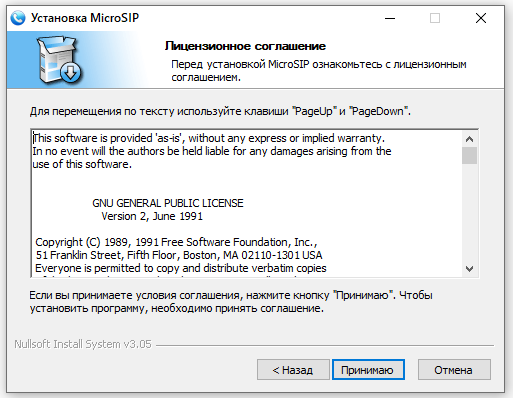 Установка MicroSIP
Лицензионное соглашение
Перед установкой MicroSIP ознакомьтесь с лицензионным
соглашением.
Для перемещения по тексту используйте клавиши "PageUp" и "PageDown".
This software is provided 'as-is', without any express or implied warranty.
In no event will the authors be held liable for any damages arising from the
use of this software.
GNU GENERAL PUBLIC LICENSE
Version 2, June 1991
Copyright (C) 1989, 1991 Free Software Foundation, Inc.,
51 Franklin Street, Fifth Floor, Boston, MA 02110-1301 USA
Everyone is permitted to copy and distribute verbatim copies
Если вы принимаете условия соглашения, нажмите кнопку "Принимаю". Чтобы
установить программу, необходимо принять соглашение.
Nullsoft Install System v3.05
< Назад
Принимаю
Отмена